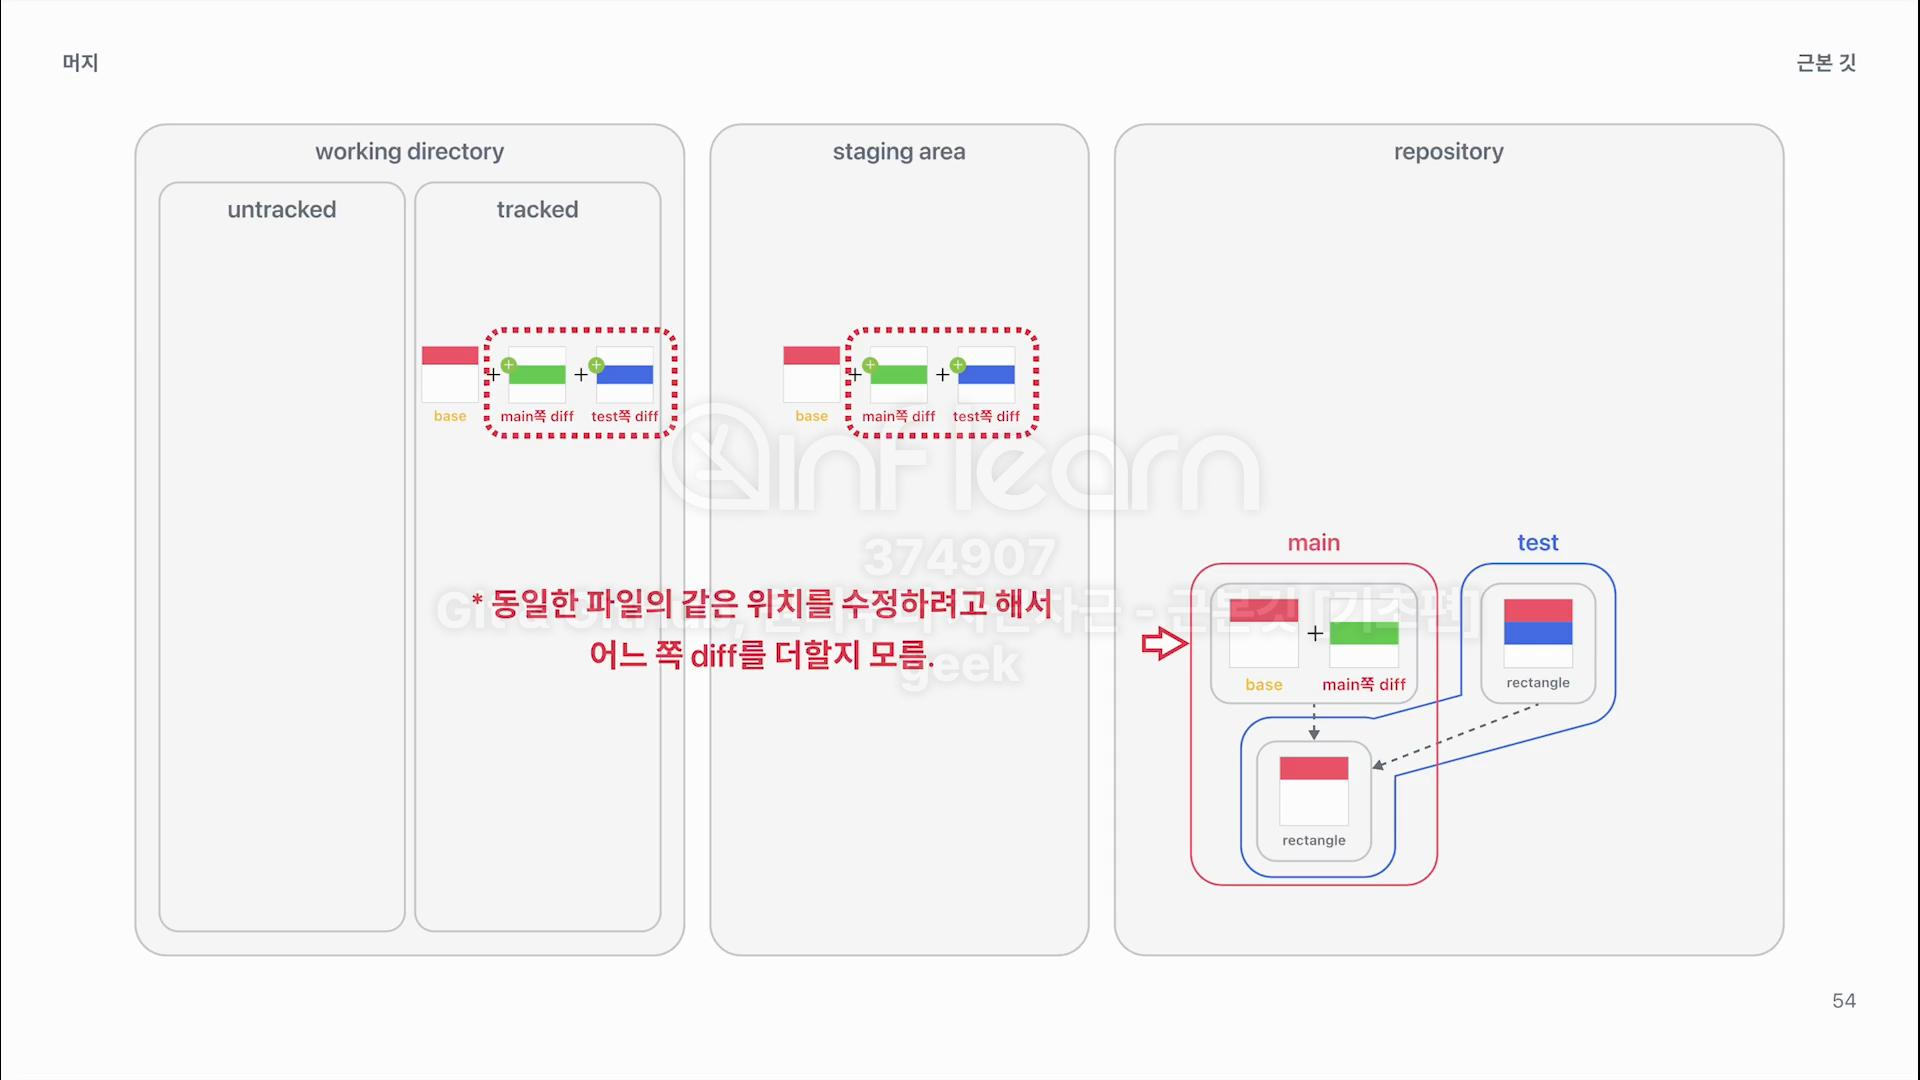 머지
근본 깃
working directory
staging area
repository
untracked
tracked
base
main쪽 diff
test쪽 diff
base
main쪽 diff
test쪽 diff
inflearn
374907
* 동일한 파일의 같은 위치를 수정하려고 해서
어느 쪽 diff를 더할지 모름.
geek
main
test
base
main쪽 diff
rectangle
rectangle
54